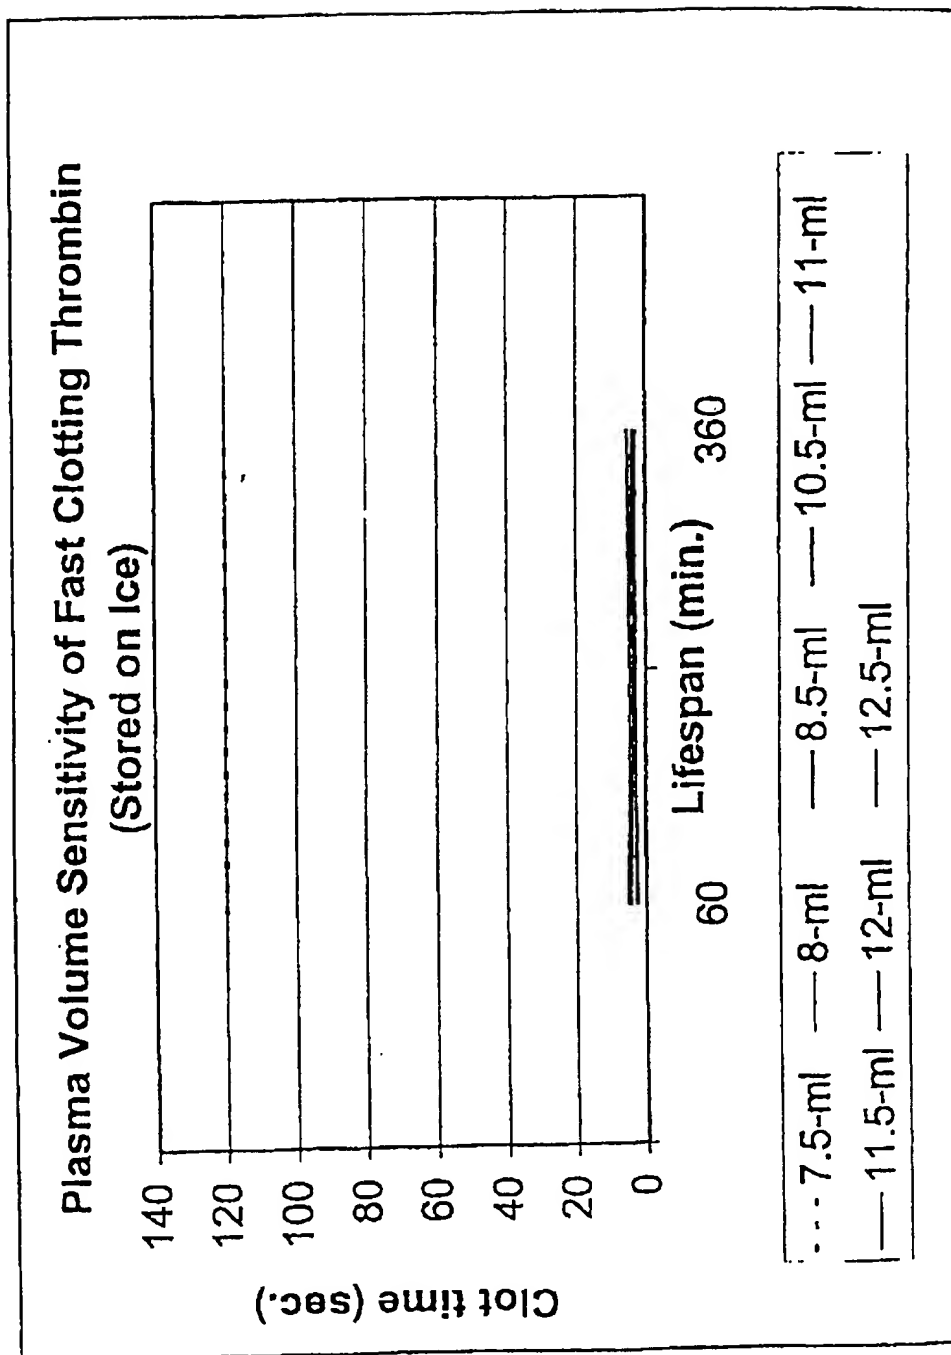 Plasma Volume Sensitivity of Fast Clotting Thrombin
(Stored on Ice)
Clot time (sec.)
140
120
100
80
60
40
20
0
60 360
Lifespan (min.)
7.5-ml 8-ml 8.5-ml 10.5-ml 11-ml
11.5-ml 12-ml 12.5-ml